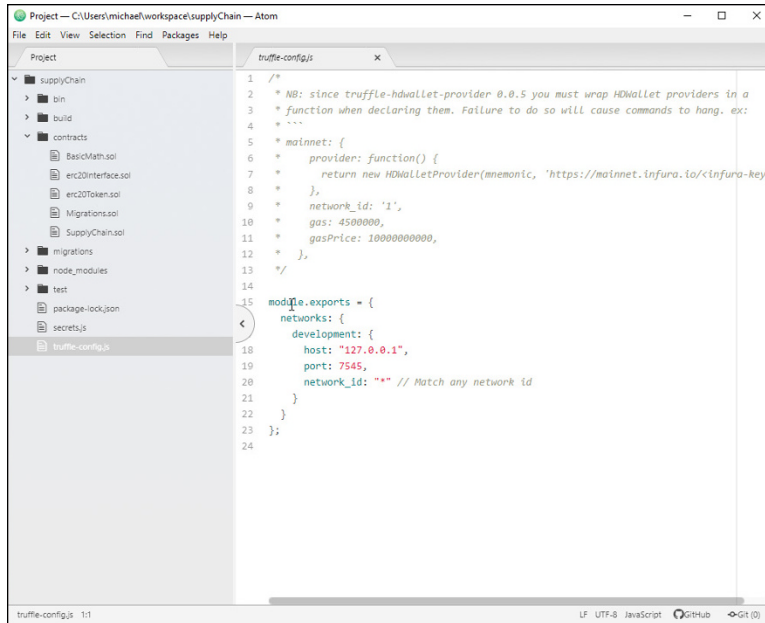 Project — C:\Users\michael\workspace\supplyChain — Atom
File Edit View Selection Find Packages Help
Project
supplyChain
bin
build
contracts
BasicMath.sol
erc20Interface.sol
erc20Token.sol
Migrations.sol
SupplyChain.sol
migrations
node_modules
test
package-lock.json
secrets.js
truffle-config.js
truffle-config.js
1 /*
2 * NB: since truffle-hdwallet-provider 0.0.5 you must wrap HDWallet providers in a
3 * function when declaring them. Failure to do so will cause commands to hang. ex:
4 * ```
5 * mainnet: {
6 *     provider: function() {
7 *       return new HDWalletProvider(mnemonic, 'https://mainnet.infura.io/<infura-key
8 *     },
9 *     network_id: '1',
10 *     gas: 4500000,
11 *     gasPrice: 10000000000,
12 *   },
13 */
14
15 module.exports = {
networks: {
development: {
18 host: "127.0.0.1",
19 port: 7545,
20 network_id: "*" // Match any network id
21 }
22 }
23 };
24
truffle-config.js 1:1 LF UTF-8 JavaScript GitHub Git (0)